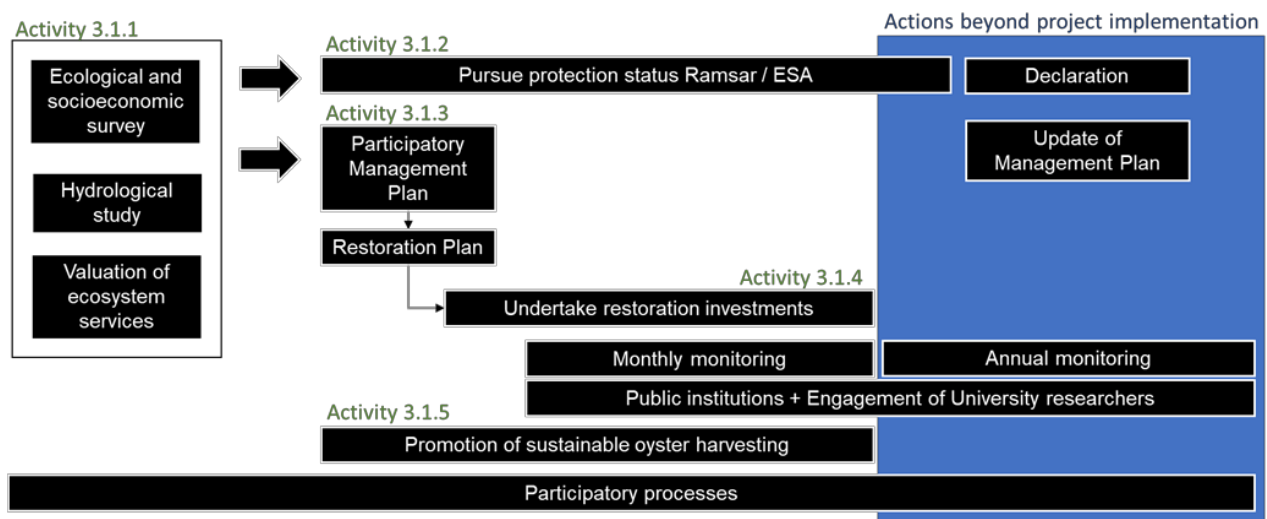 Activity 3.1.1
Ecological and
socioeconomic
survey
Hydrological
study
Valuation of
ecosystem
services
Activity 3.1.2
Pursue protection status Ramsar / ESA
Activity 3.1.3
Participatory
Management
Plan
Restoration Plan
Activity 3.1.4
Undertake restoration investments
Monthly monitoring
Public institutions + Engagement of University researchers
Activity 3.1.5
Promotion of sustainable oyster harvesting
Participatory processes
Actions beyond project implementation
Declaration
Update of
Management Plan
Annual monitoring